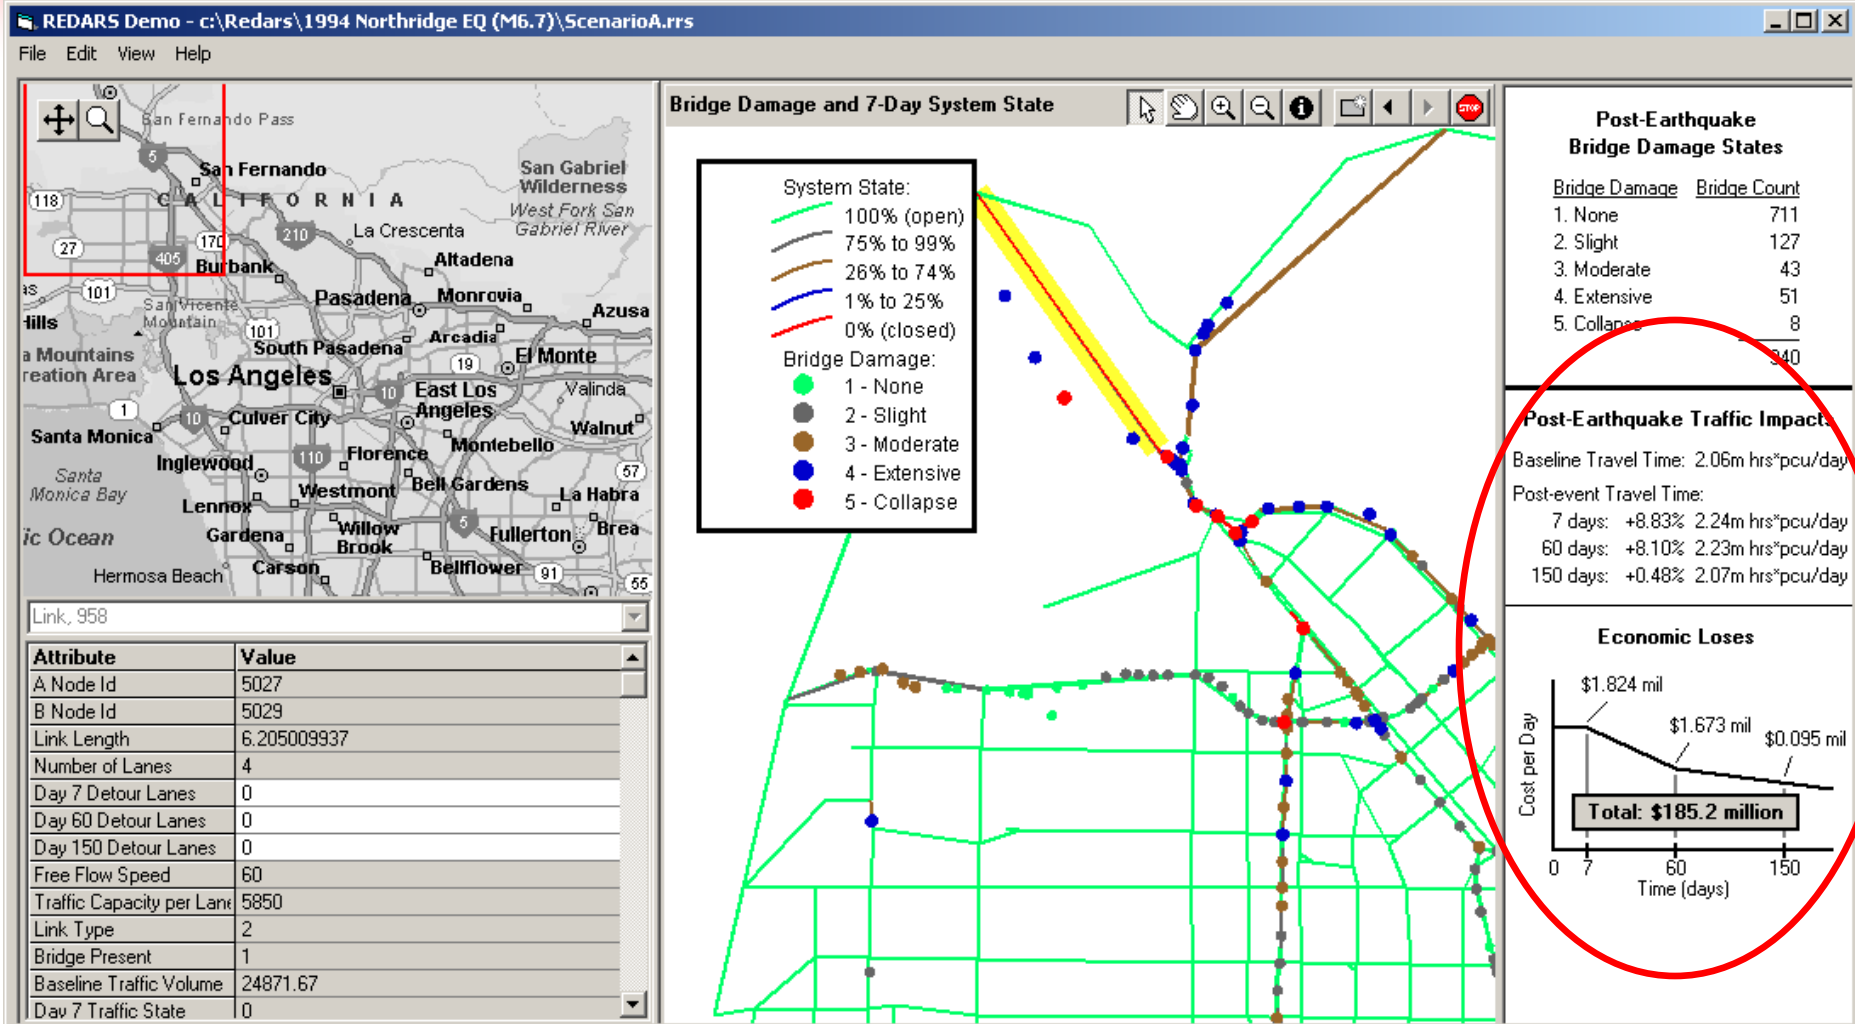 REDARS Demo - c:\Redars\1994 Northridge EQ (M6.7)\ScenarioA.rrs
File Edit View Help
San Fernando Pass
5
San Fernando
San Gabriel
Wilderness
118
CALIFORNIA
West Fork San
Gabriel River
27
170
210
La Crescenta
405
Burbank
Altadena
101
San Vicente
Mountain
Pasadena
Monrovia
Azusa
101
Arcadia
South Pasadena
El Monte
Mountains
19
Los Angeles
10
East Los
Angeles
Valinda
1
10
Culver City
Walnut
Santa Monica
Montebello
110
Florence
Inglewood
57
Santa
Monica Bay
Westmont
Bell Gardens
La Habra
Lennox
5
Willow
Brook
Fullerton
Brea
Gardena
ic Ocean
Hermosa Beach
Carson
Bellflower
91
55
Link, 958
Attribute Value
A Node Id 5027
B Node Id 5029
Link Length 6.205009937
Number of Lanes 4
Day 7 Detour Lanes 0
Day 60 Detour Lanes 0
Day 150 Detour Lanes 0
Free Flow Speed 60
Traffic Capacity per Lane 5850
Link Type 2
Bridge Present 1
Baseline Traffic Volume 24871.67
Day 7 Traffic State 0
Bridge Damage and 7-Day System State
STOP
System State:
100% (open)
75% to 99%
26% to 74%
1% to 25%
0% (closed)
Bridge Damage:
1 - None
2 - Slight
3 - Moderate
4 - Extensive
5 - Collapse
Post-Earthquake
Bridge Damage States
Bridge Damage Bridge Count
1. None 711
2. Slight 127
3. Moderate 43
4. Extensive 51
5. Collapse 8
940
Post-Earthquake Traffic Impacts
Baseline Travel Time: 2.06m hrs*pcu/day
Post-event Travel Time:
7 days: +8.83% 2.24m hrs*pcu/day
60 days: +8.10% 2.23m hrs*pcu/day
150 days: +0.48% 2.07m hrs*pcu/day
Economic Loses
$1.824 mil
$1.673 mil
$0.095 mil
Cost per Day
Total: $185.2 million
0 7 60 150
Time (days)